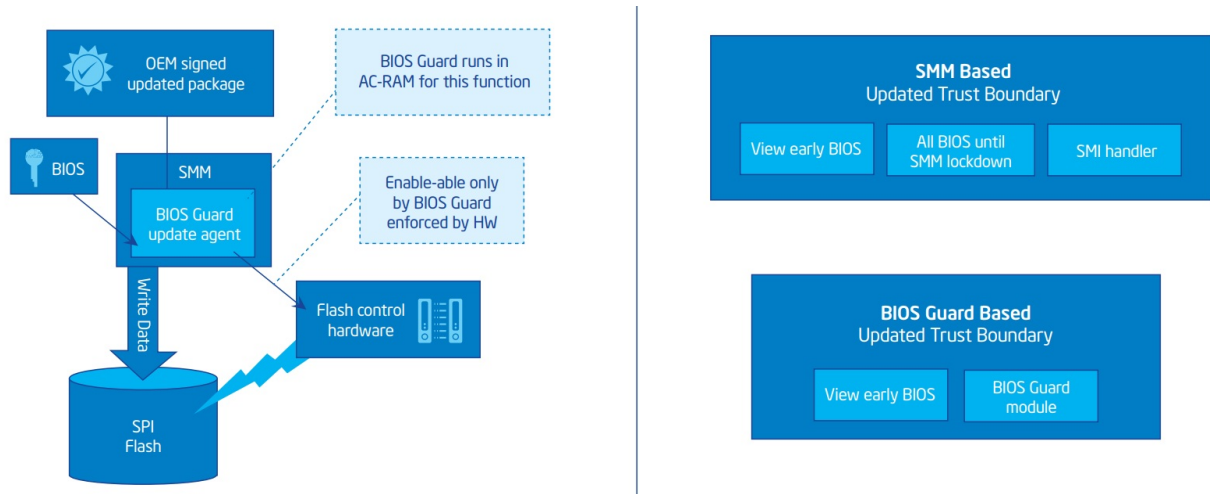 OEM signed
updated package
BIOS Guard runs in
AC-RAM for this function
BIOS
SMM
BIOS Guard
update agent
Enable-able only
by BIOS Guard
enforced by HW
Write Data
Flash control
hardware
SPI
Flash
SMM Based
Updated Trust Boundary
View early BIOS
All BIOS until
SMM lockdown
SMI handler
BIOS Guard Based
Updated Trust Boundary
View early BIOS
BIOS Guard
module